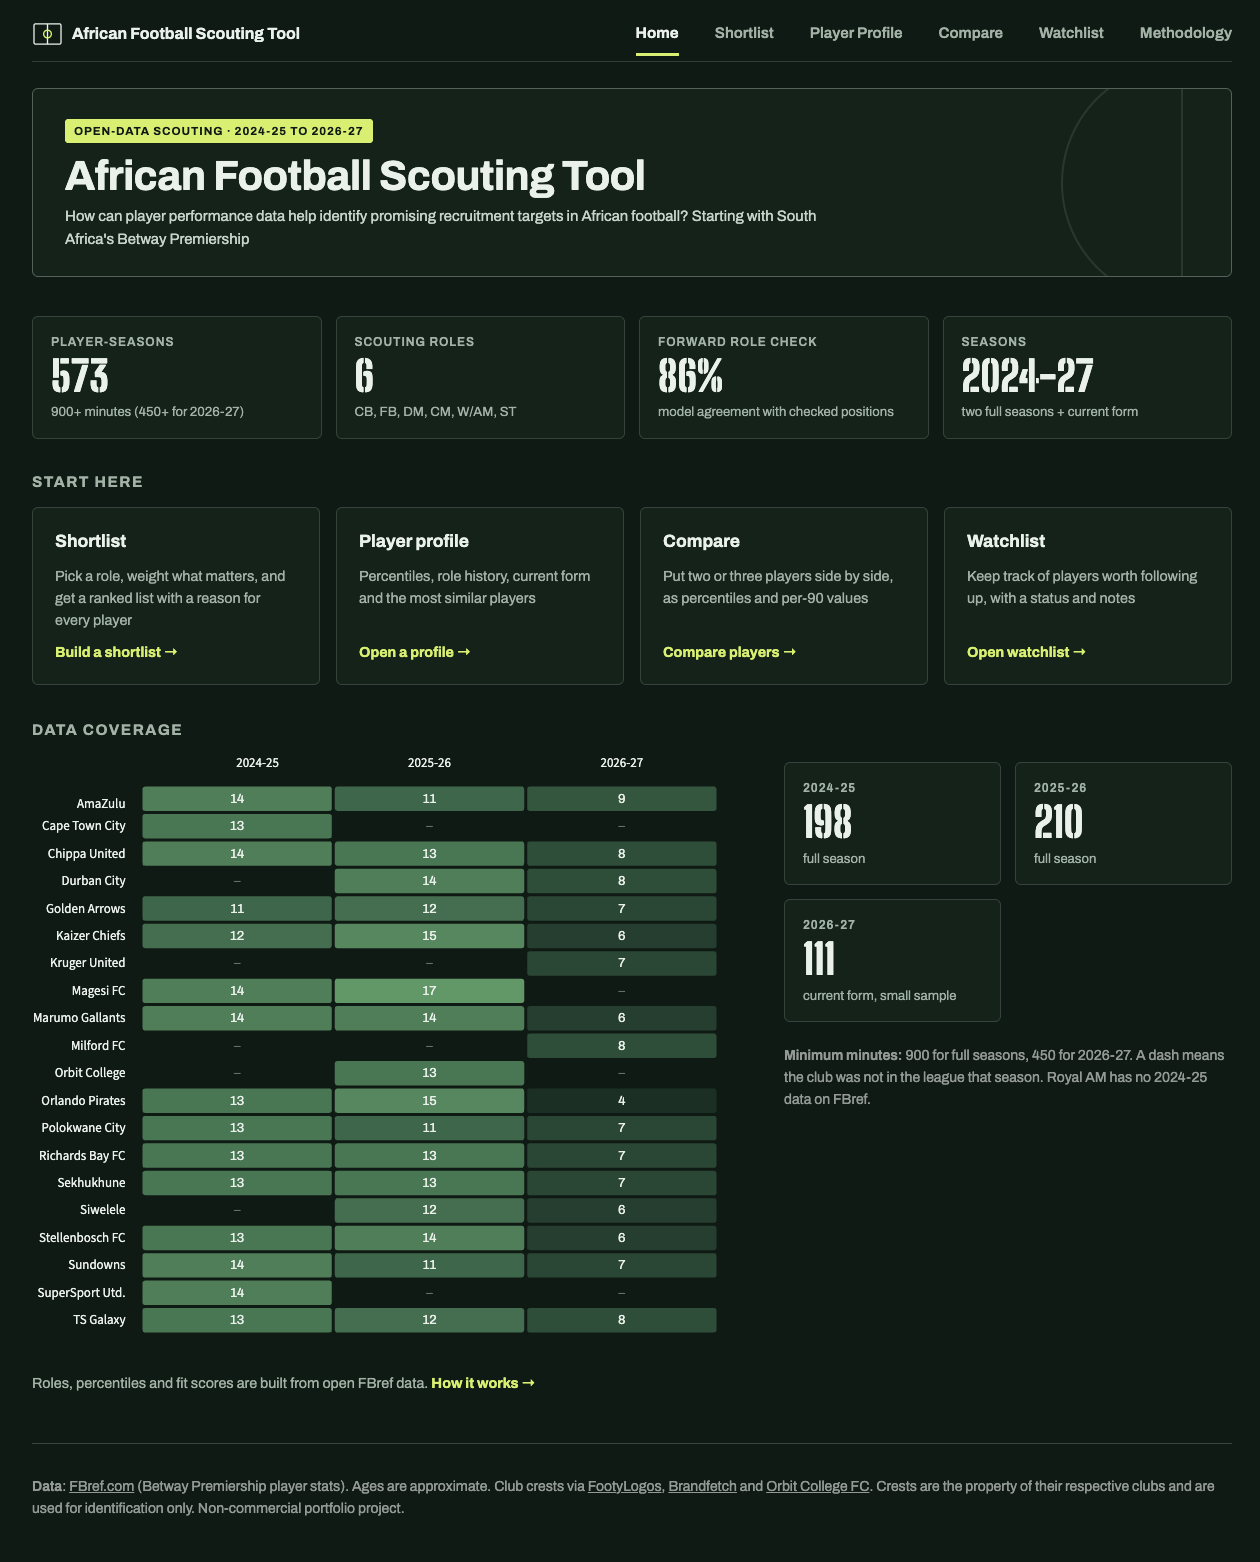 African Football Scouting Tool
Home Shortlist Player Profile Compare Watchlist Methodology
OPEN-DATA SCOUTING · 2024-25 TO 2026-27
African Football Scouting Tool
How can player performance data help identify promising recruitment targets in African football? Starting with South
Africa's Betway Premiership
PLAYER-SEASONS
573
900+ minutes (450+ for 2026-27)
SCOUTING ROLES
6
CB, FB, DM, CM, W/AM, ST
FORWARD ROLE CHECK
86%
model agreement with checked positions
SEASONS
2024–27
two full seasons + current form
START HERE
Shortlist
Pick a role, weight what matters, and
get a ranked list with a reason for
every player
Build a shortlist →
Player profile
Percentiles, role history, current form
and the most similar players
Open a profile →
Compare
Put two or three players side by side,
as percentiles and per-90 values
Compare players →
Watchlist
Keep track of players worth following
up, with a status and notes
Open watchlist →
DATA COVERAGE
2024-25 2025-26 2026-27
AmaZulu 14 11 9
Cape Town City 13 – –
Chippa United 14 13 8
Durban City – 14 8
Golden Arrows 11 12 7
Kaizer Chiefs 12 15 6
Kruger United – – 7
Magesi FC 14 17 –
Marumo Gallants 14 14 6
Milford FC – – 8
Orbit College – 13 –
Orlando Pirates 13 15 4
Polokwane City 13 11 7
Richards Bay FC 13 13 7
Sekhukhune 13 13 7
Siwelele – 12 6
Stellenbosch FC 13 14 6
Sundowns 14 11 7
SuperSport Utd. 14 – –
TS Galaxy 13 12 8
2024-25
198
full season
2025-26
210
full season
2026-27
111
current form, small sample
Minimum minutes: 900 for full seasons, 450 for 2026-27. A dash means
the club was not in the league that season. Royal AM has no 2024-25
data on FBref.
Roles, percentiles and fit scores are built from open FBref data. How it works →
Data: FBref.com (Betway Premiership player stats). Ages are approximate. Club crests via FootyLogos, Brandfetch and Orbit College FC. Crests are the property of their respective clubs and are
used for identification only. Non-commercial portfolio project.